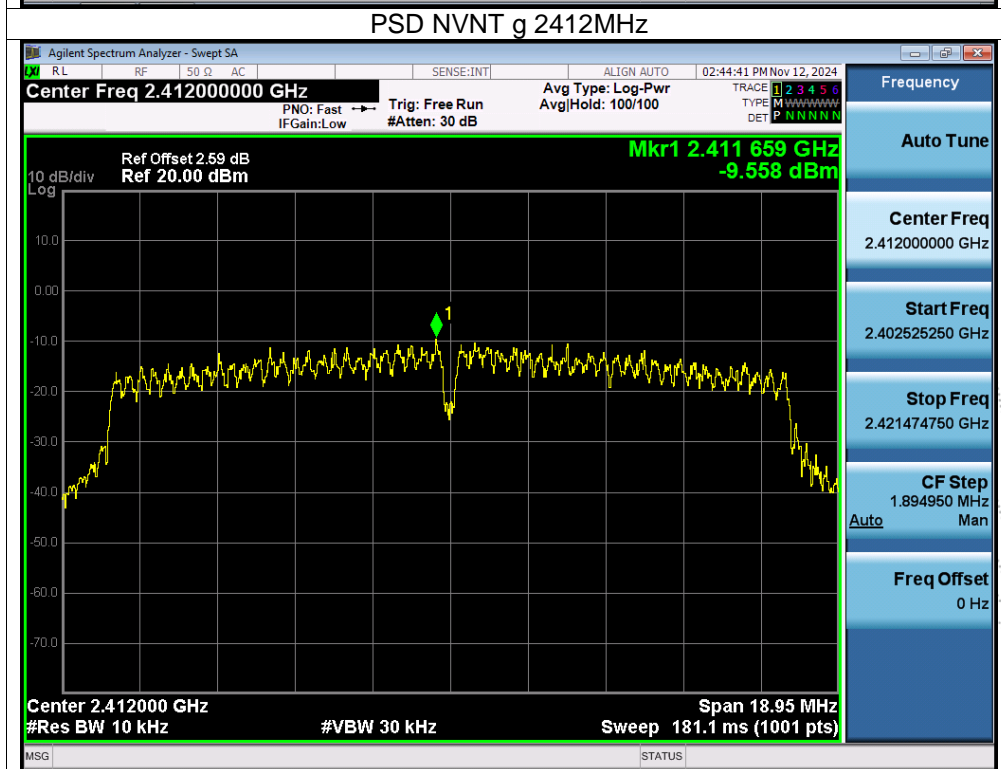 PSD NVNT g 2412MHz
Agilent Spectrum Analyzer - Swept SA
LXI RL RF 50 Ω AC SENSE:INT ALIGN AUTO 02:44:41 PM Nov 12, 2024
Center Freq 2.412000000 GHz
PNO: Fast
IFGain:Low
Trig: Free Run
#Atten: 30 dB
Avg Type: Log-Pwr
Avg|Hold: 100/100
TRACE 1 2 3 4 5 6
TYPE M WWWWW
DET P N N N N N
Mkr1 2.411 659 GHz
-9.558 dBm
Ref Offset 2.59 dB
10 dB/div Ref 20.00 dBm
Log
10.0
0.00
-10.0
-20.0
-30.0
-40.0
-50.0
-60.0
-70.0
1
Center 2.412000 GHz Span 18.95 MHz
#Res BW 10 kHz #VBW 30 kHz Sweep 181.1 ms (1001 pts)
MSG STATUS
Frequency
Auto Tune
Center Freq
2.412000000 GHz
Start Freq
2.402525250 GHz
Stop Freq
2.421474750 GHz
CF Step
1.894950 MHz
Auto Man
Freq Offset
0 Hz